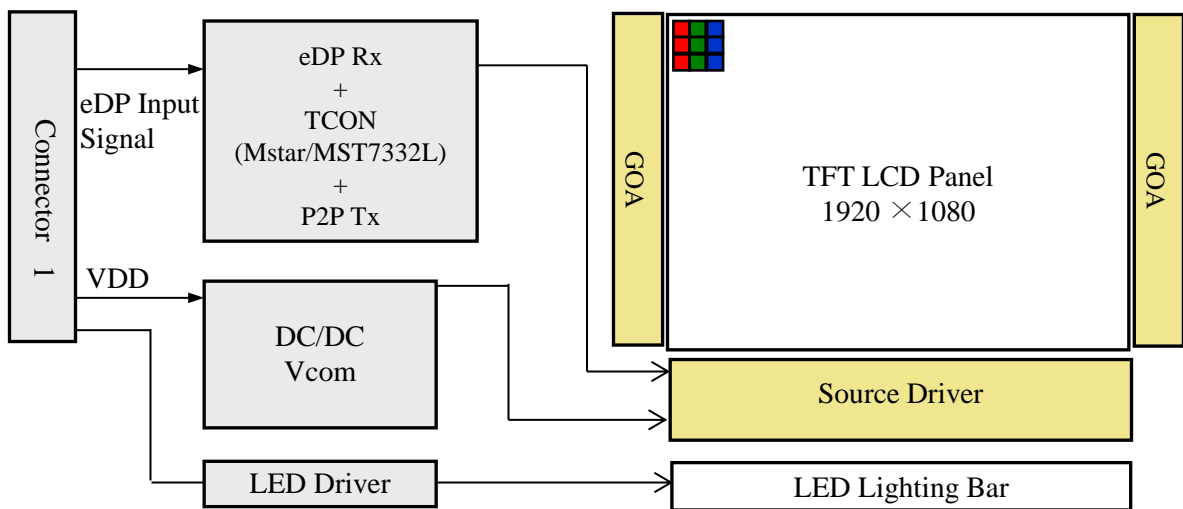 Connector 1
eDP Input
Signal
VDD
eDP Rx
+
TCON
(Mstar/MST7332L)
+
P2P Tx
DC/DC
Vcom
LED Driver
GOA
TFT LCD Panel
1920 ×1080
GOA
Source Driver
LED Lighting Bar